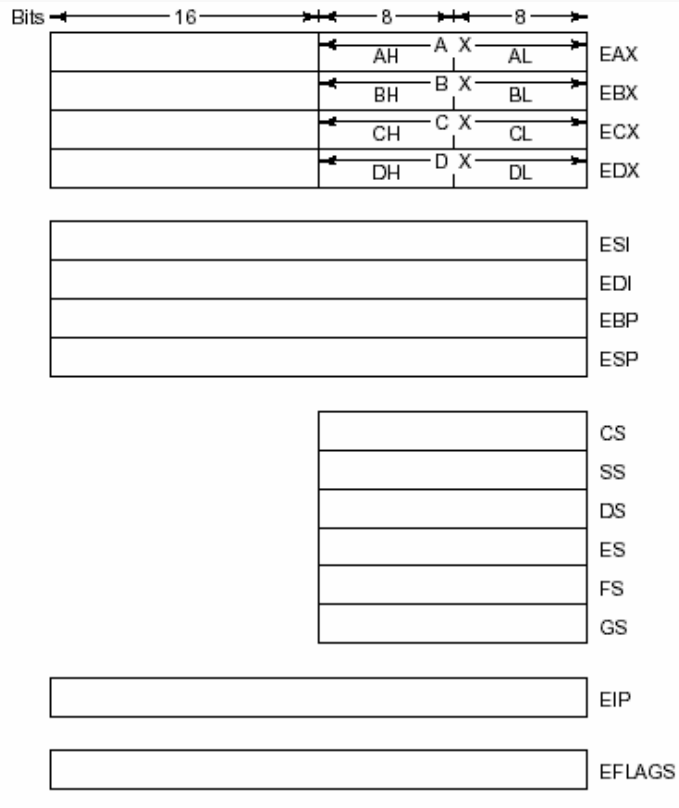 Bits 16 8 8
A X
AH AL EAX
B X
BH BL EBX
C X
CH CL ECX
D X
DH DL EDX
ESI
EDI
EBP
ESP
CS
SS
DS
ES
FS
GS
EIP
EFLAGS